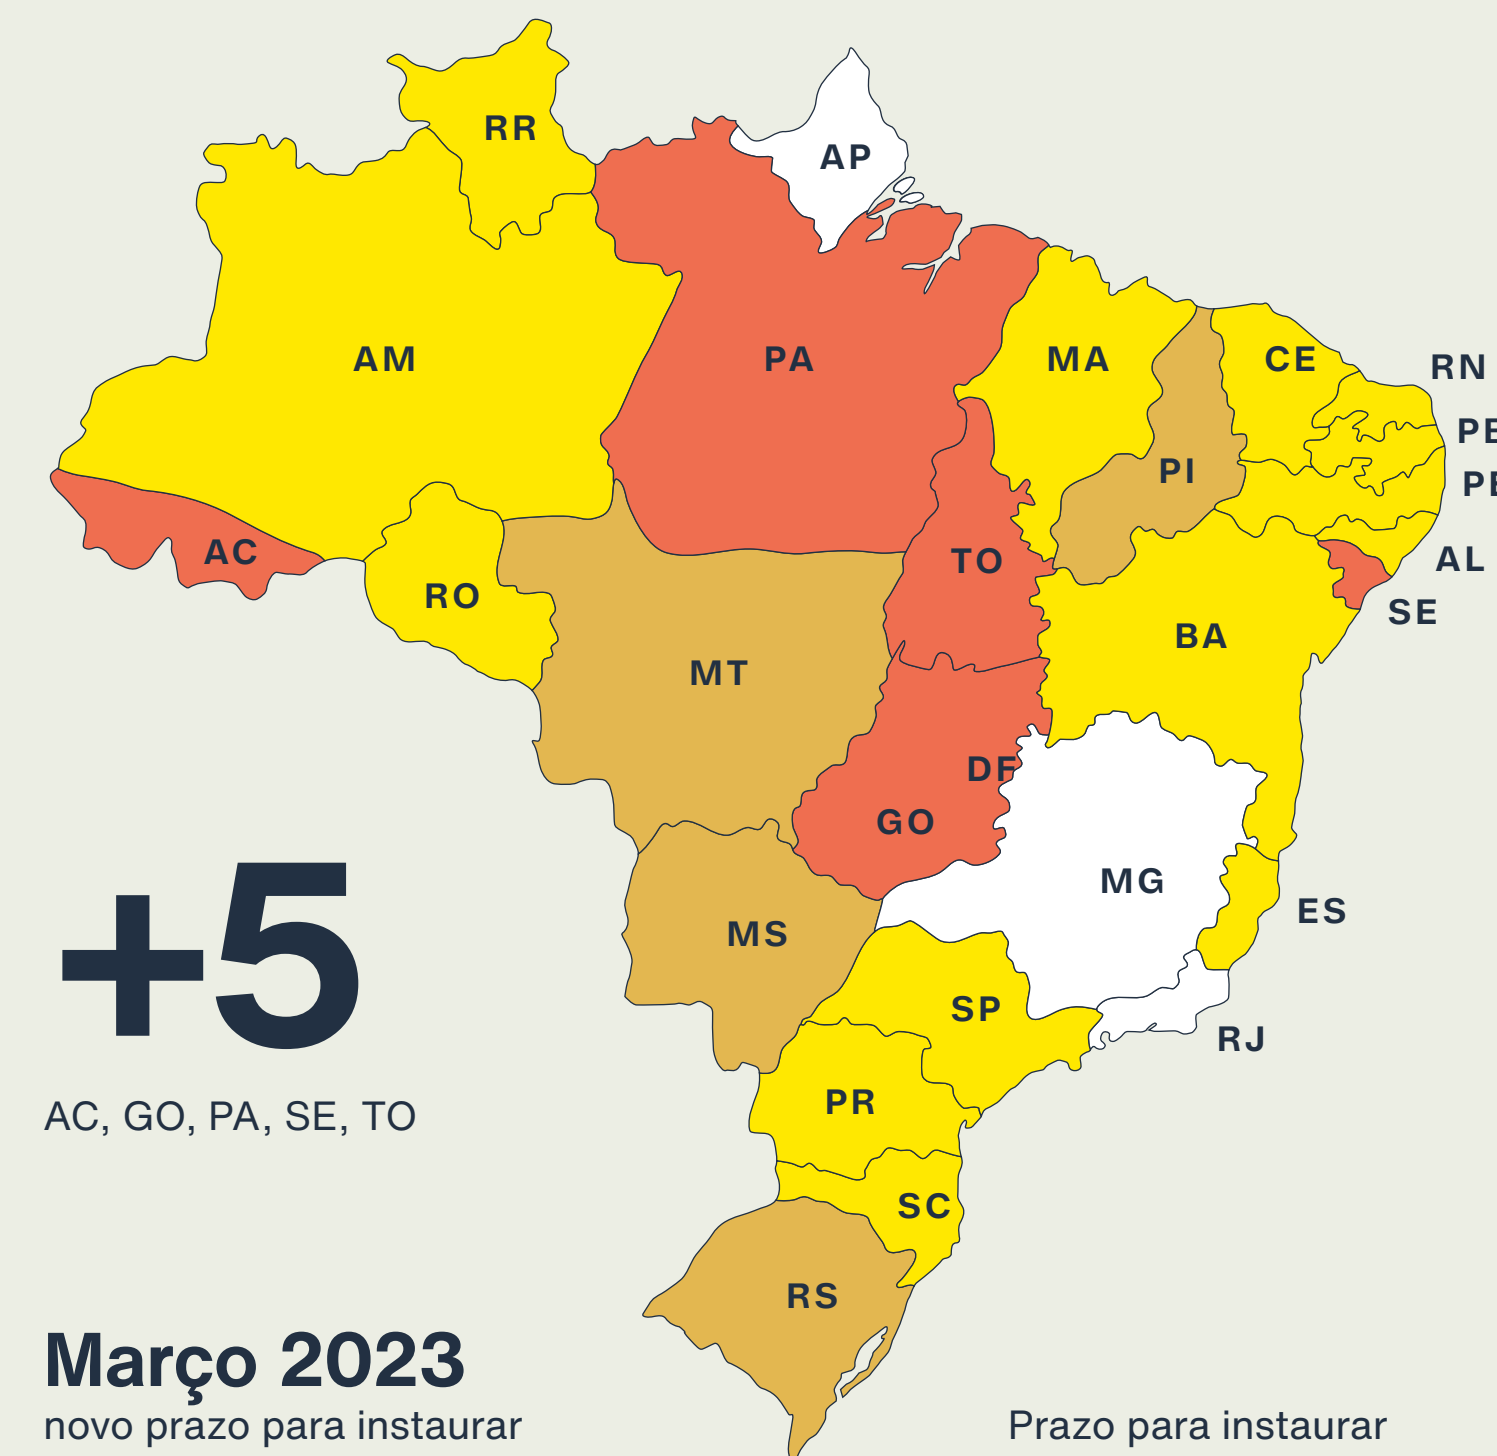 RR
AP
AM
PA
MA
CE
RN
PI
AC
TO
AL
RO
SE
BA
MT
DF
GO
MG
ES
MS
+5
SP
RJ
AC, GO, PA, SE, TO
PR
SC
RS
Março 2023
novo prazo para instaurar
Prazo para instaurar